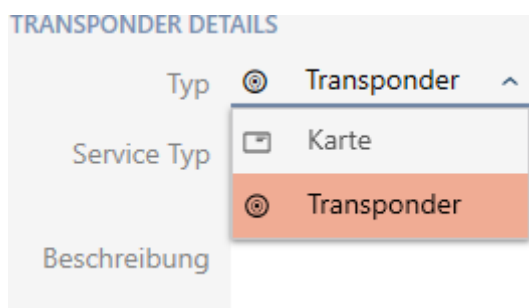 TRANSPONDER DETAILS
Typ Transponder
Karte
Service Typ
Transponder
Beschreibung